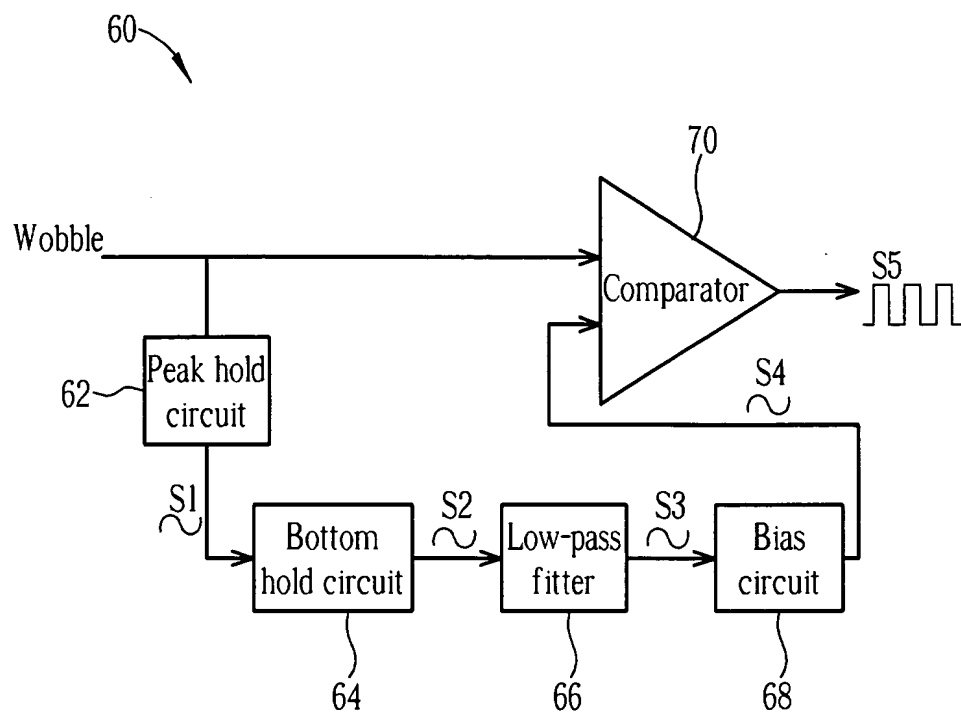 60
70
Wobble
Comparator
S5
62
Peak hold
circuit
S4
S1
S2
S3
Bottom
hold circuit
Low-pass
fitter
Bias
circuit
64
66
68